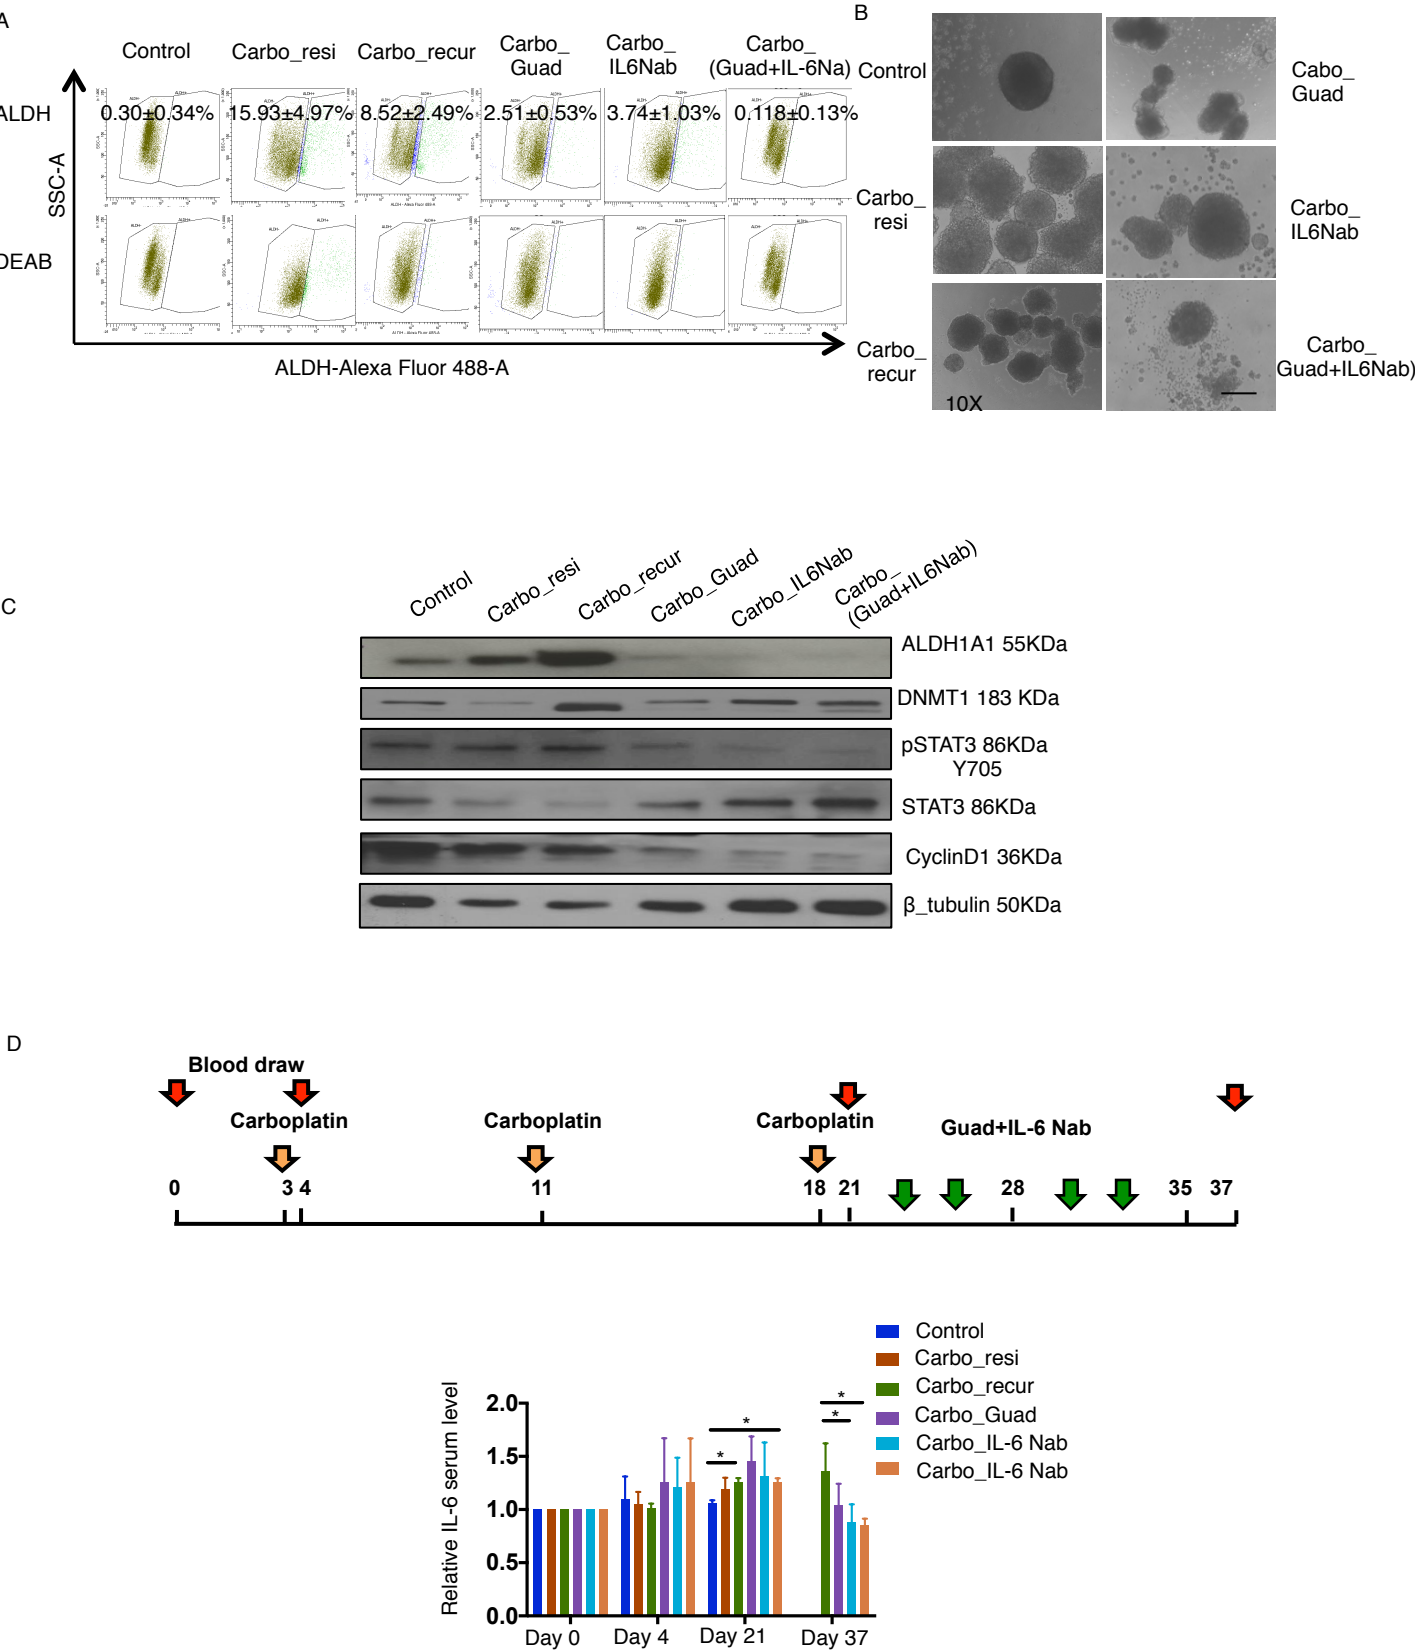 A
Control
Carbo_resi
Carbo_recur
Carbo_
Guad
Carbo_
IL6Nab
Carbo_
(Guad+IL-6Na)
ALDH
0.30±0.34%
15.93±4.97%
8.52±2.49%
2.51±0.53%
3.74±1.03%
0.118±0.13%
SSC-A
DEAB
ALDH-Alexa Fluor 488-A
B
Control
Cabo_
Guad
Carbo_
resi
Carbo_
IL6Nab
Carbo_
recur
Carbo_
Guad+IL6Nab)
10X
C
Control
Carbo_resi
Carbo_recur
Carbo_Guad
Carbo_IL6Nab
Carbo_
(Guad+IL6Nab)
ALDH1A1 55KDa
DNMT1 183 KDa
pSTAT3 86KDa
Y705
STAT3 86KDa
CyclinD1 36KDa
β_tubulin 50KDa
D
Blood draw
Carboplatin
Carboplatin
Carboplatin
Guad+IL-6 Nab
0
3
4
11
18
21
28
35
37
Control
Carbo_resi
Carbo_recur
Carbo_Guad
Carbo_IL-6 Nab
Carbo_IL-6 Nab
Relative IL-6 serum level
2.0
1.5
1.0
0.5
0.0
*
*
*
*
Day 0
Day 4
Day 21
Day 37